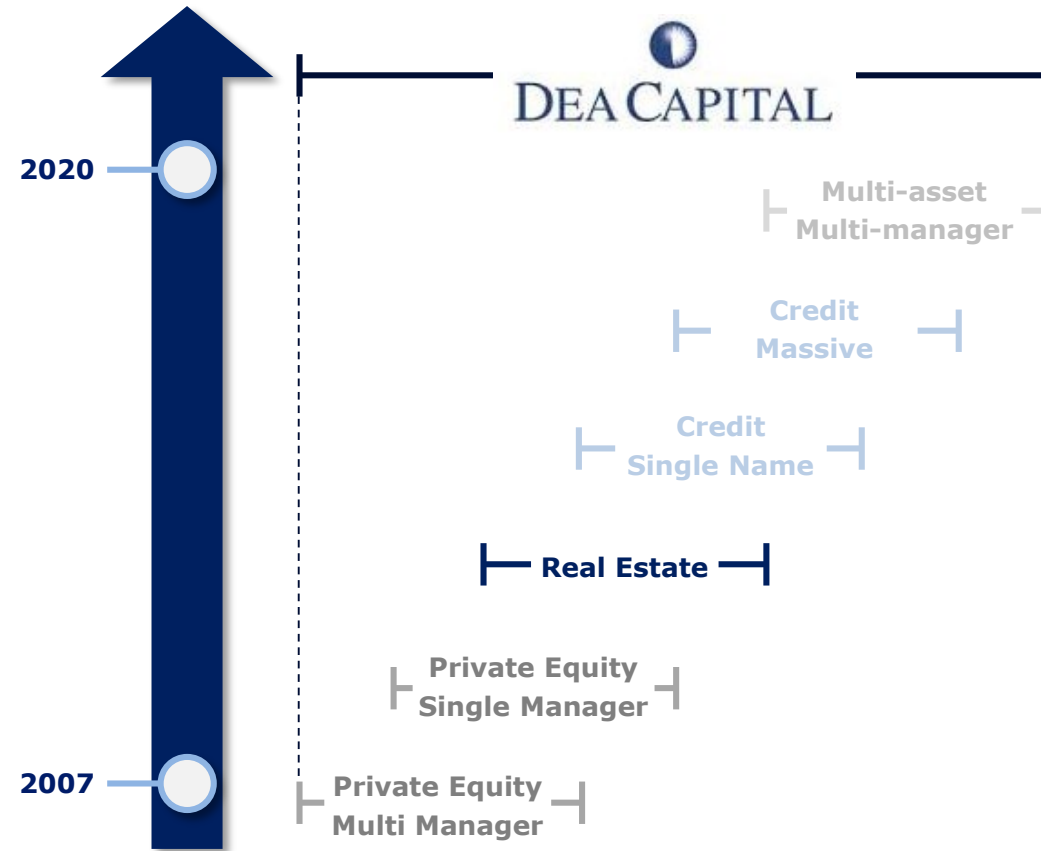 DEA CAPITAL
2020
Multi-asset
Multi-manager
Credit
Massive
Credit
Single Name
Real Estate
Private Equity
Single Manager
2007
Private Equity
Multi Manager